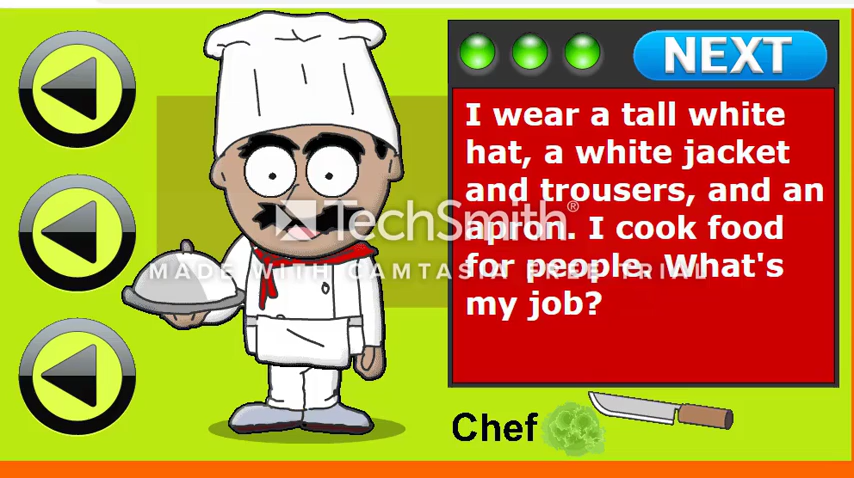 NEXT
I wear a tall white
hat, a white jacket
and trousers, and an
apron. I cook food
for people. What's
my job?
TechSmith®
MADE WITH CAMTASIA FREE TRIAL
Chef